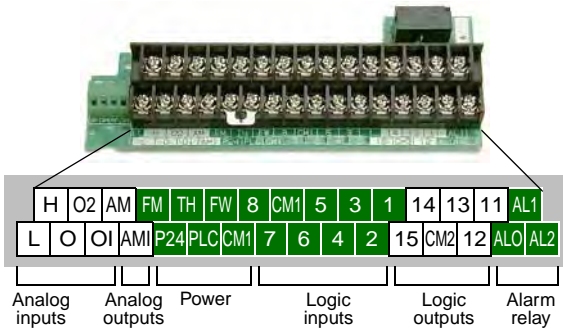 H O2 AM FM TH FW 8 CM1 5 3 1 14 13 11 AL1
L O OI AMI P24 PLC CM1 7 6 4 2 15 CM2 12 AL0 AL2
Analog inputs
Analog outputs
Power
Logic inputs
Logic outputs
Alarm relay